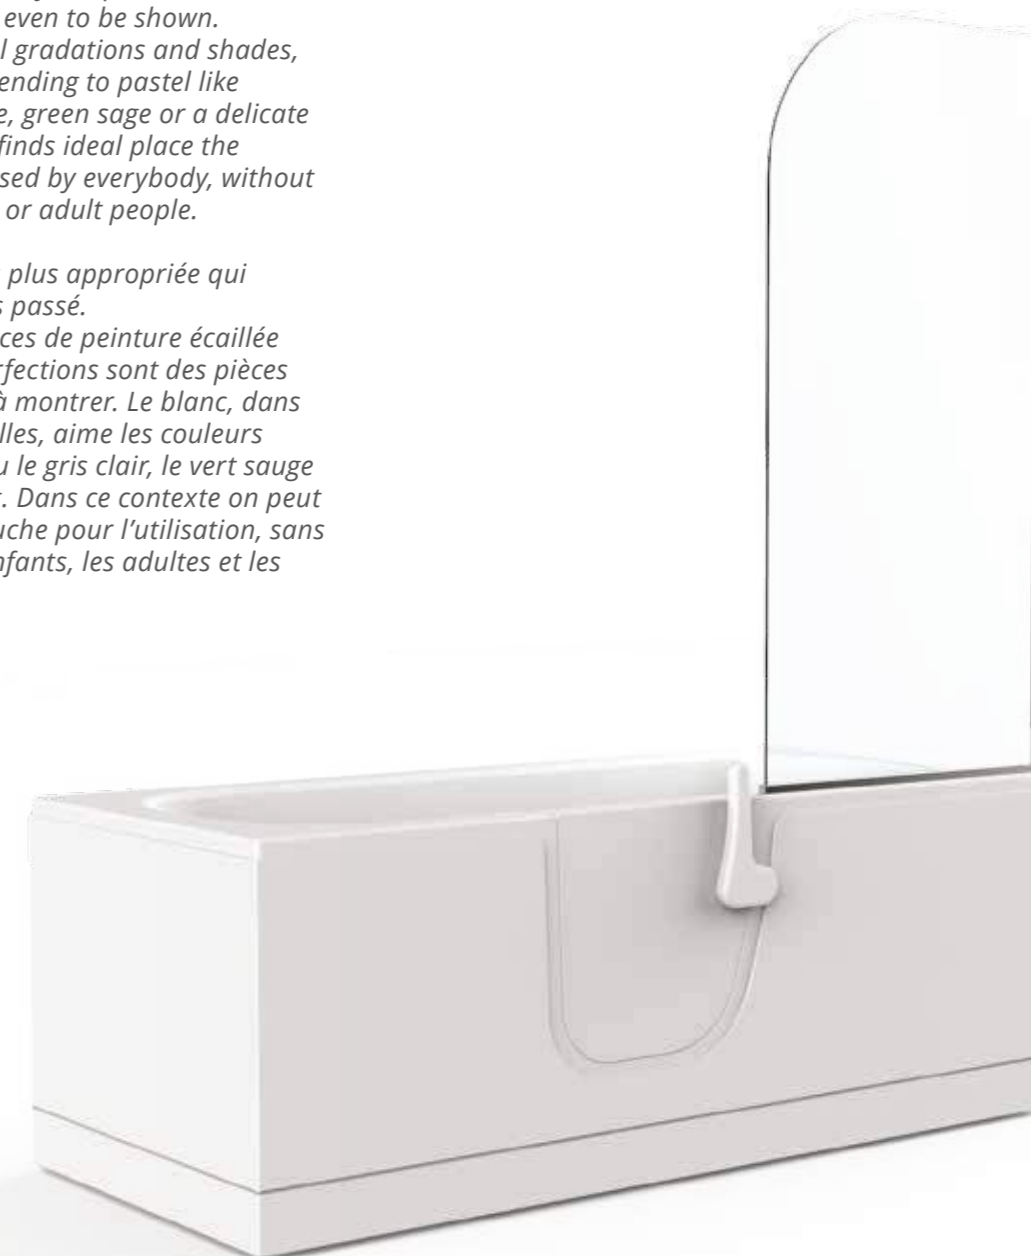 even to be shown.
gradations and shades,
ending to pastel like
green sage or a delicate
finds ideal place the
sed by everybody, without
or adult people.
plus appropriée qui
passé.
ces de peinture écaillée
rfections sont des pièces
à montrer. Le blanc, dans
lles, aime les couleurs
u le gris clair, le vert sauge
. Dans ce contexte on peut
uche pour l’utilisation, sans
nfants, les adultes et les